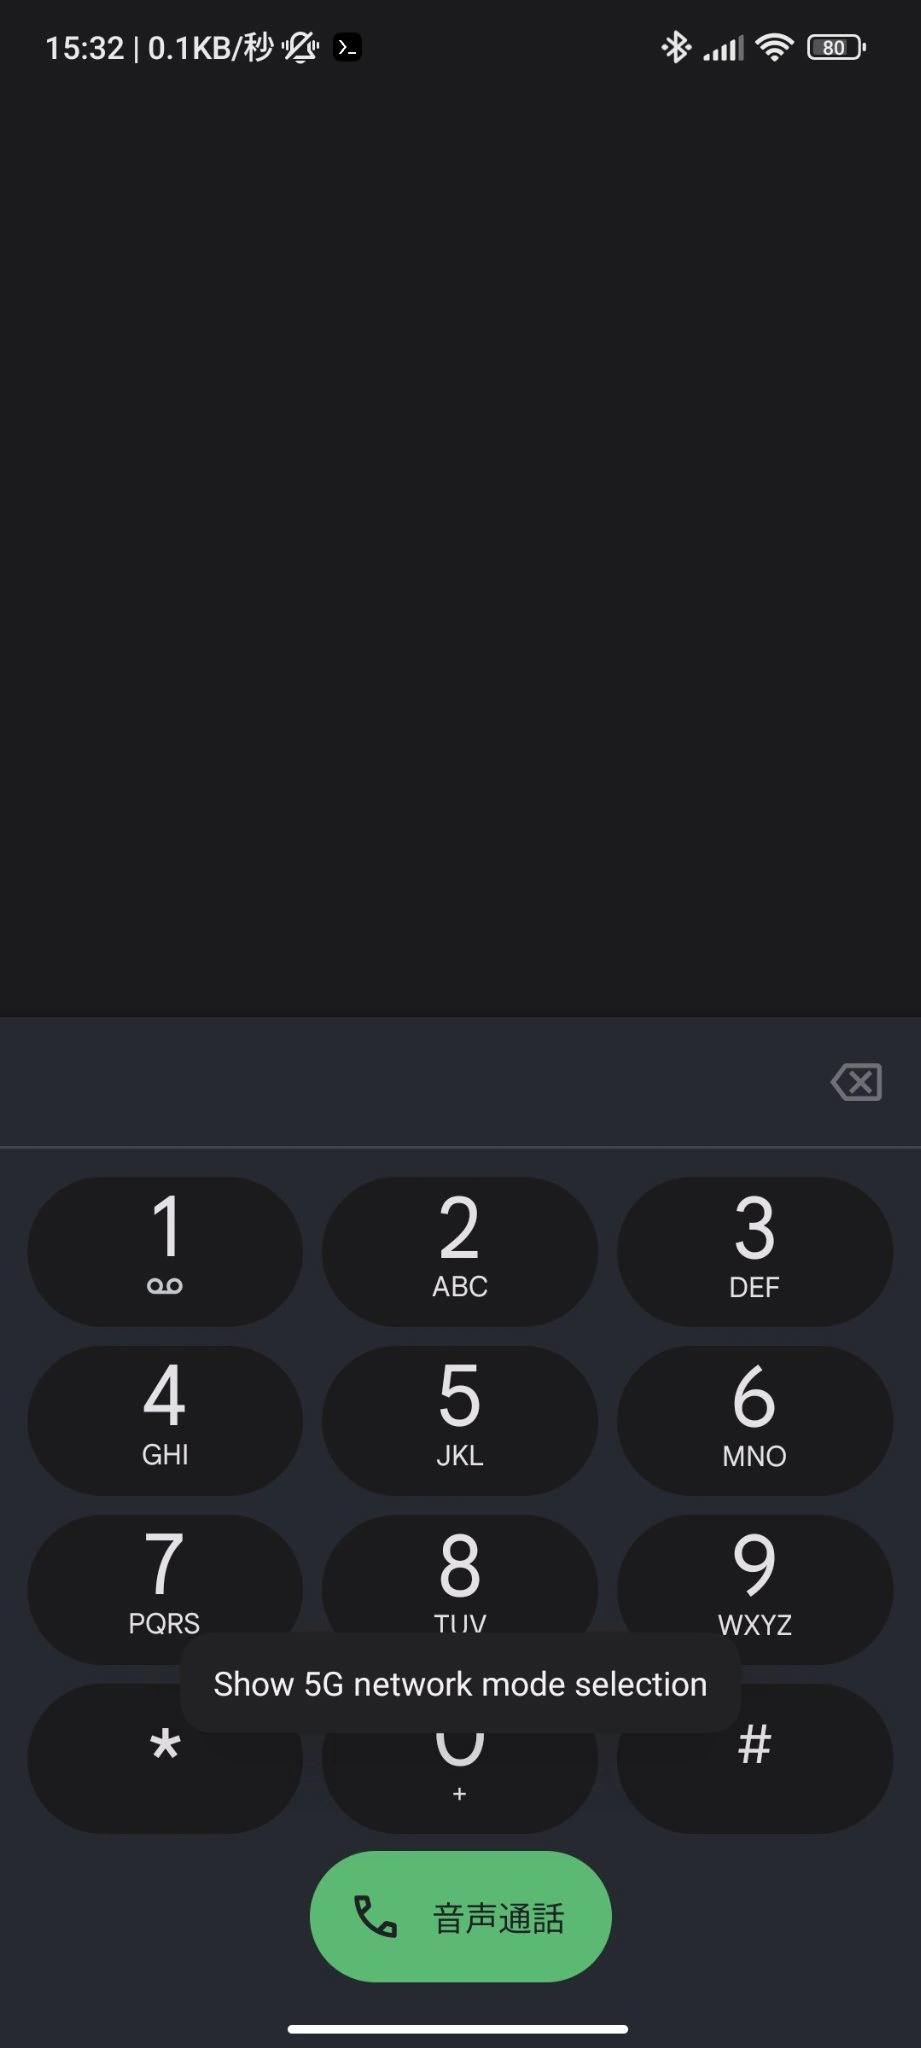 15:32 | 0.1KB/秒
80
1
2
ABC
3
DEF
4
GHI
5
JKL
6
MNO
7
PQRS
8
TUV
9
WXYZ
Show 5G network mode selection
*
0
+
#
音声通話